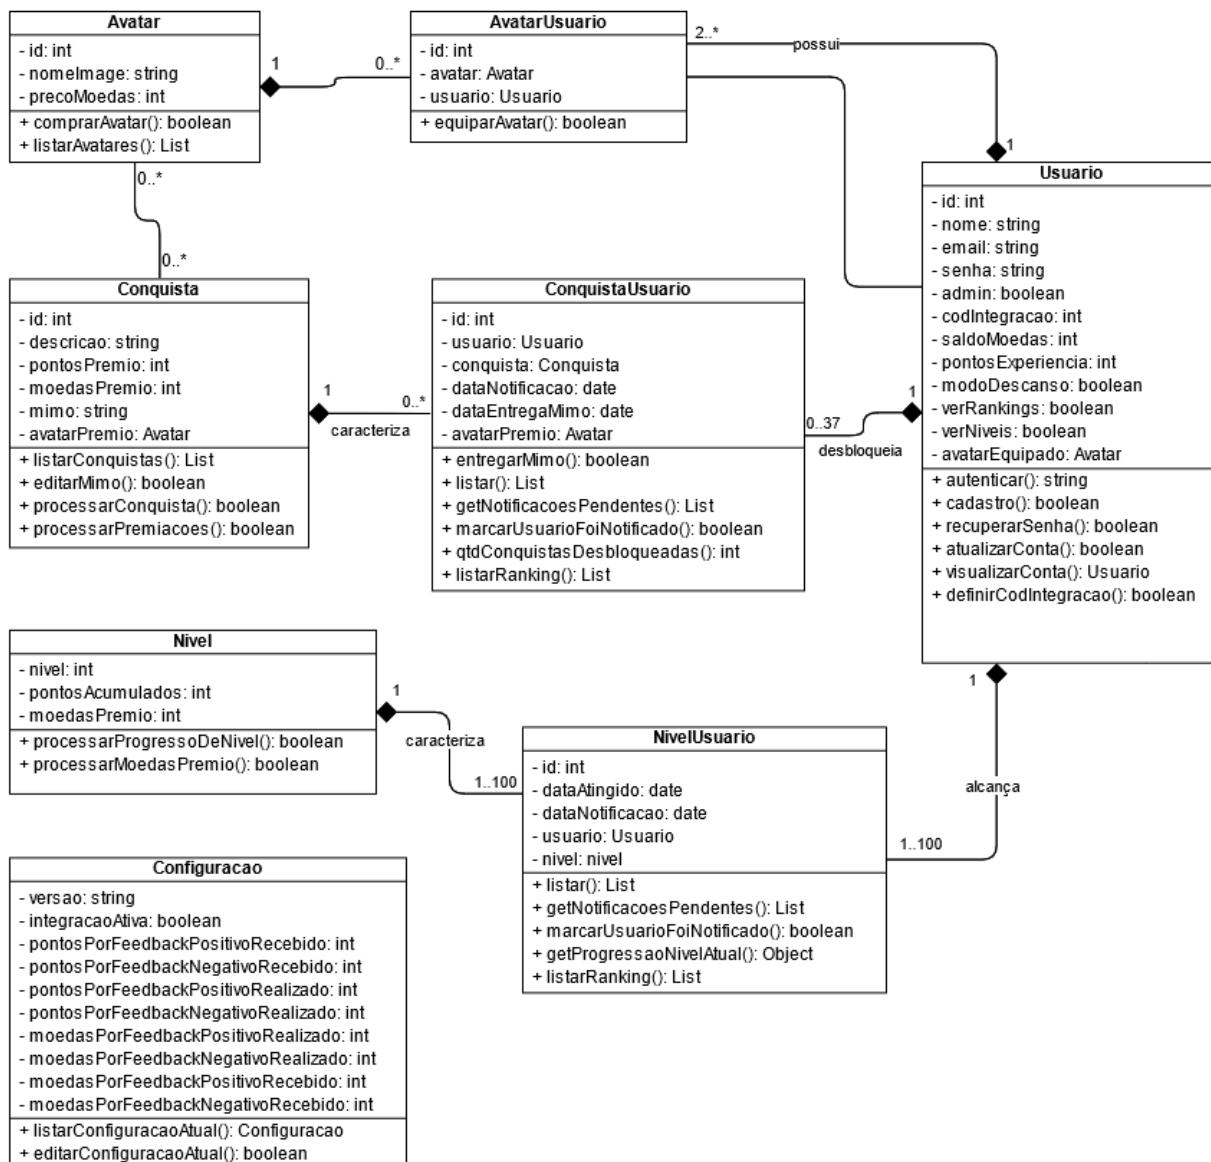 Avatar
- id: int
- nomeImage: string
- precoMoedas: int
+ comprarAvatar(): boolean
+ listarAvatares(): List
1
0..*
AvatarUsuario
- id: int
- avatar: Avatar
- usuario: Usuario
+ equiparAvatar(): boolean
2..*
possui
1
0..*
0..*
Usuario
- id: int
- nome: string
- email: string
- senha: string
- admin: boolean
- codIntegracao: int
- saldoMoedas: int
- pontosExperiencia: int
- modoDescanso: boolean
- verRankings: boolean
- verNiveis: boolean
- avatarEquipado: Avatar
+ autenticar(): string
+ cadastro(): boolean
+ recuperarSenha(): boolean
+ atualizarConta(): boolean
+ visualizarConta(): Usuario
+ definirCodIntegracao(): boolean
Conquista
- id: int
- descricao: string
- pontosPremio: int
- moedasPremio: int
- mimo: string
- avatarPremio: Avatar
+ listarConquistas(): List
+ editarMimo(): boolean
+ processarConquista(): boolean
+ processarPremiacoes(): boolean
1
0..*
caracteriza
ConquistaUsuario
- id: int
- usuario: Usuario
- conquista: Conquista
- dataNotificacao: date
- dataEntregaMimo: date
- avatarPremio: Avatar
+ entregarMimo(): boolean
+ listar(): List
+ getNotificacoesPendentes(): List
+ marcarUsuarioFoiNotificado(): boolean
+ qtdConquistasDesbloqueadas(): int
+ listarRanking(): List
1
0..37
desbloqueia
Nivel
- nivel: int
- pontosAcumulados: int
- moedasPremio: int
+ processarProgressoDeNivel(): boolean
+ processarMoedasPremio(): boolean
1
caracteriza
1..100
NivelUsuario
- id: int
- dataAtingido: date
- dataNotificacao: date
- usuario: Usuario
- nivel: nivel
+ listar(): List
+ getNotificacoesPendentes(): List
+ marcarUsuarioFoiNotificado(): boolean
+ getProgressaoNivelAtual(): Object
+ listarRanking(): List
1
alcança
1..100
Configuracao
- versao: string
- integracaoAtiva: boolean
- pontosPorFeedbackPositivoRecebido: int
- pontosPorFeedbackNegativoRecebido: int
- pontosPorFeedbackPositivoRealizado: int
- pontosPorFeedbackNegativoRealizado: int
- moedasPorFeedbackPositivoRealizado: int
- moedasPorFeedbackNegativoRealizado: int
- moedasPorFeedbackPositivoRecebido: int
- moedasPorFeedbackNegativoRecebido: int
+ listarConfiguracaoAtual(): Configuracao
+ editarConfiguracaoAtual(): boolean